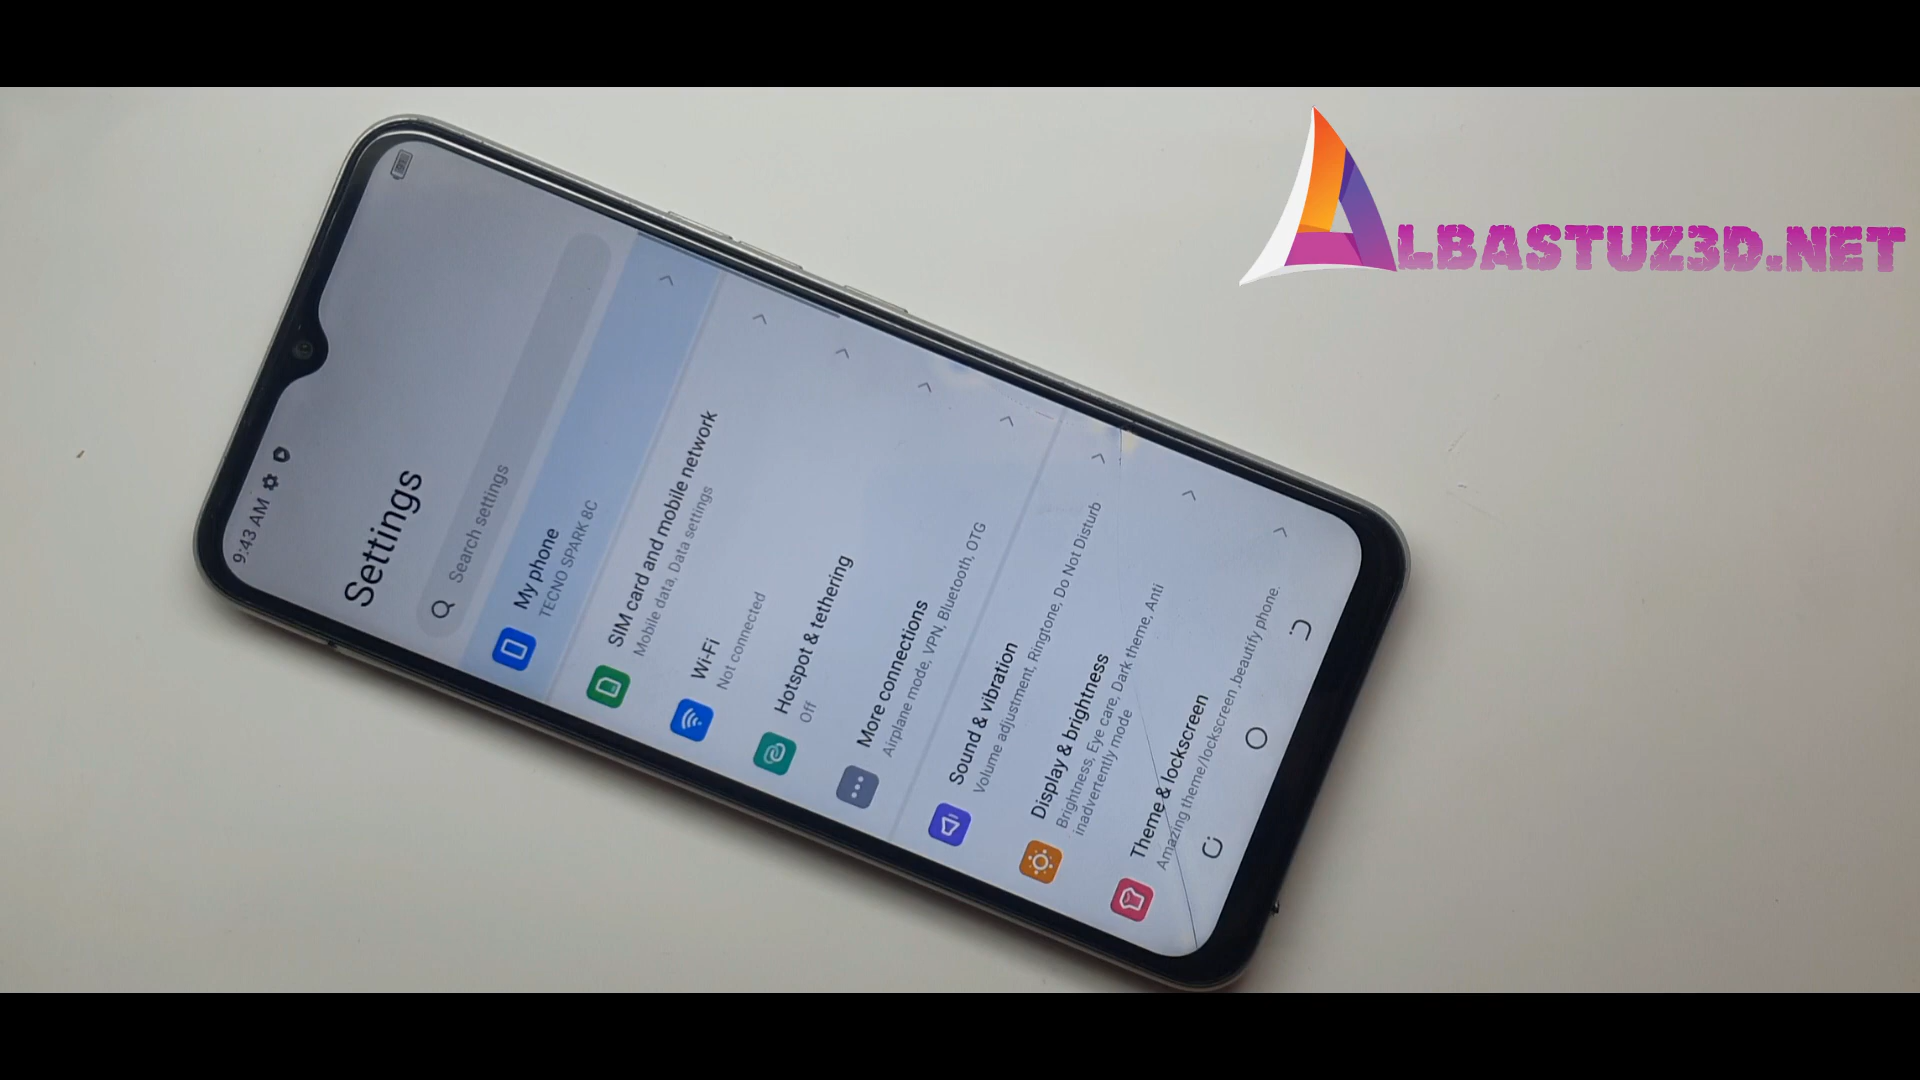 ALBASTUZ3D.NET
9:43 AM
Settings
Search settings
My phone
TECNO SPARK 8C
SIM card and mobile network
Mobile data, Data settings
Wi-Fi
Not connected
Hotspot & tethering
Off
More connections
Airplane mode, VPN, Bluetooth, OTG
Sound & vibration
Volume adjustment, Ringtone, Do Not Disturb
Display & brightness
Brightness, Eye care, Dark theme, Anti
inadvertently mode
Theme & lockscreen
Amazing theme/lockscreen ,beautify phone.